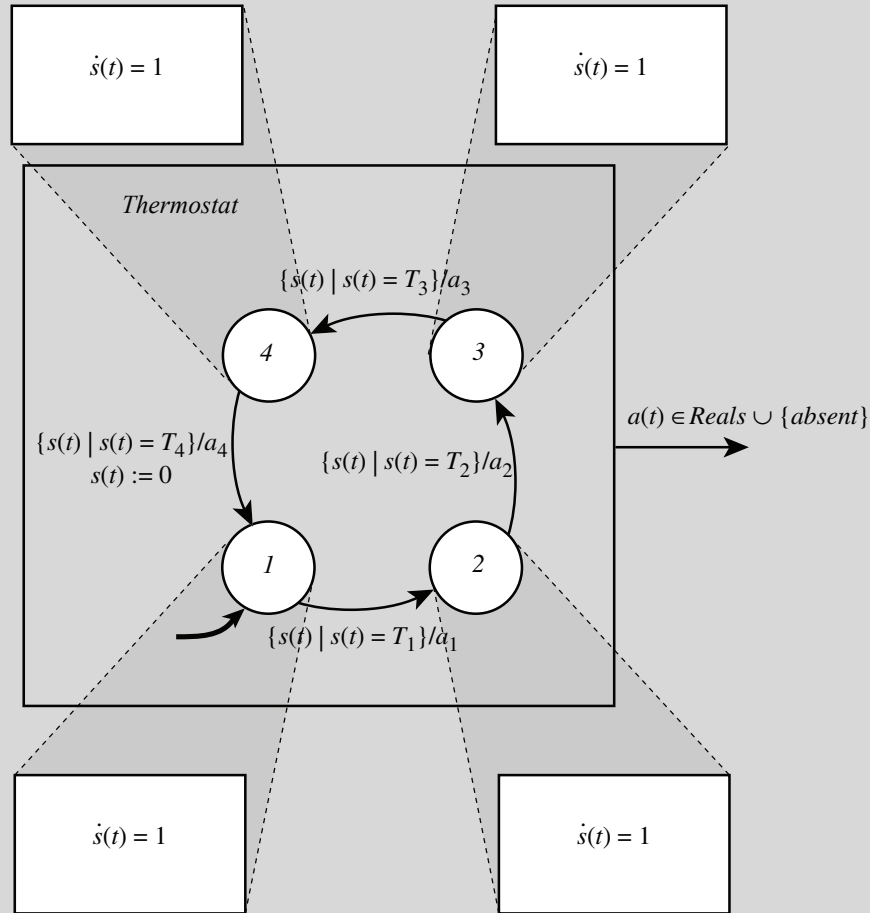 ṡ(t) = 1
ṡ(t) = 1
Thermostat
{s(t) | s(t) = T₃}/a₃
4
3
a(t) ∈ Reals ∪ {absent}
{s(t) | s(t) = T₄}/a₄
s(t) := 0
{s(t) | s(t) = T₂}/a₂
1
2
{s(t) | s(t) = T₁}/a₁
ṡ(t) = 1
ṡ(t) = 1